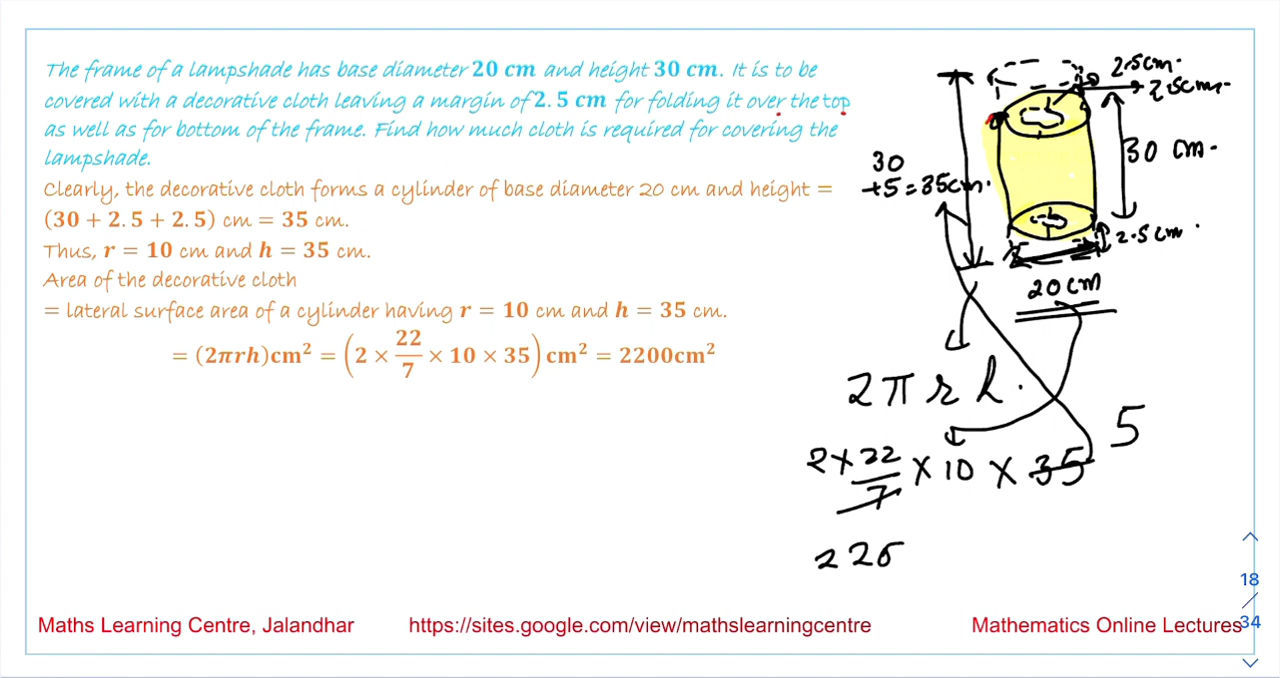 The frame of a lampshade has base diameter 20 cm and height 30 cm. It is to be
covered with a decorative cloth leaving a margin of 2.5 cm for folding it over the top
as well as for bottom of the frame. Find how much cloth is required for covering the
lampshade.
Clearly, the decorative cloth forms a cylinder of base diameter 20 cm and height =
(30 + 2.5 + 2.5) cm = 35 cm.
Thus, r = 10 cm and h = 35 cm.
Area of the decorative cloth
= lateral surface area of a cylinder having r = 10 cm and h = 35 cm.
= (2πrh)cm² = (2 × 22/7 × 10 × 35) cm² = 2200cm²
2.5cm.
2.5cm.
30 cm.
30
+5 = 35cm.
2.5cm.
20cm
2πrh.
5
2 × 22/7 × 10 × 35
Maths Learning Centre, Jalandhar
https://sites.google.com/view/mathslearningcentre
Mathematics Online Lectures
18
/
34